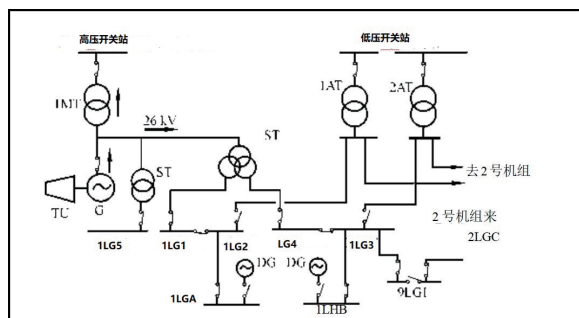 高压开关站
低压开关站
1MT
1AT
2AT
26 kV
ST
ST
TU
G
去2号机组
2号机组来
2LGC
1LG5
1LG1
1LG2
LG4
1LG3
DG
DG
9LGI
1LGA
1LHB